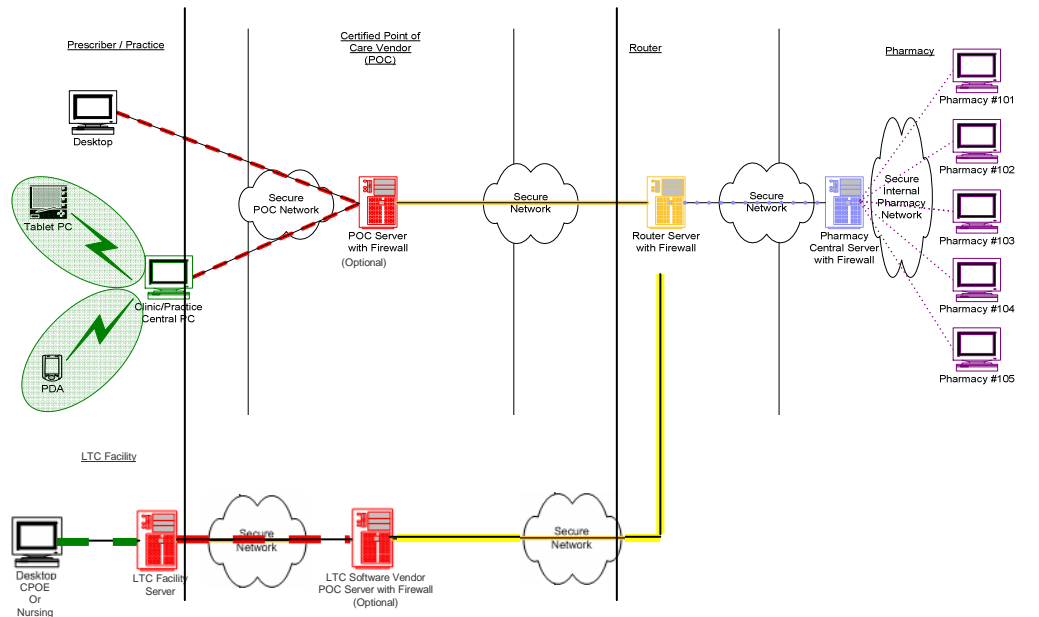 Prescriber / Practice
Certified Point of
Care Vendor
(POC)
Router
Pharmacy
Desktop
Tablet PC
Clinic/Practice
Central PC
PDA
Secure
POC Network
POC Server
with Firewall
(Optional)
Secure
Network
Router Server
with Firewall
Secure
Network
Pharmacy
Central Server
with Firewall
Secure
Internal
Pharmacy
Network
Pharmacy #101
Pharmacy #102
Pharmacy #103
Pharmacy #104
Pharmacy #105
LTC Facility
Desktop
CPOE
Or
Nursing
LTC Facility
Server
Secure
Network
LTC Software Vendor
POC Server with Firewall
(Optional)
Secure
Network